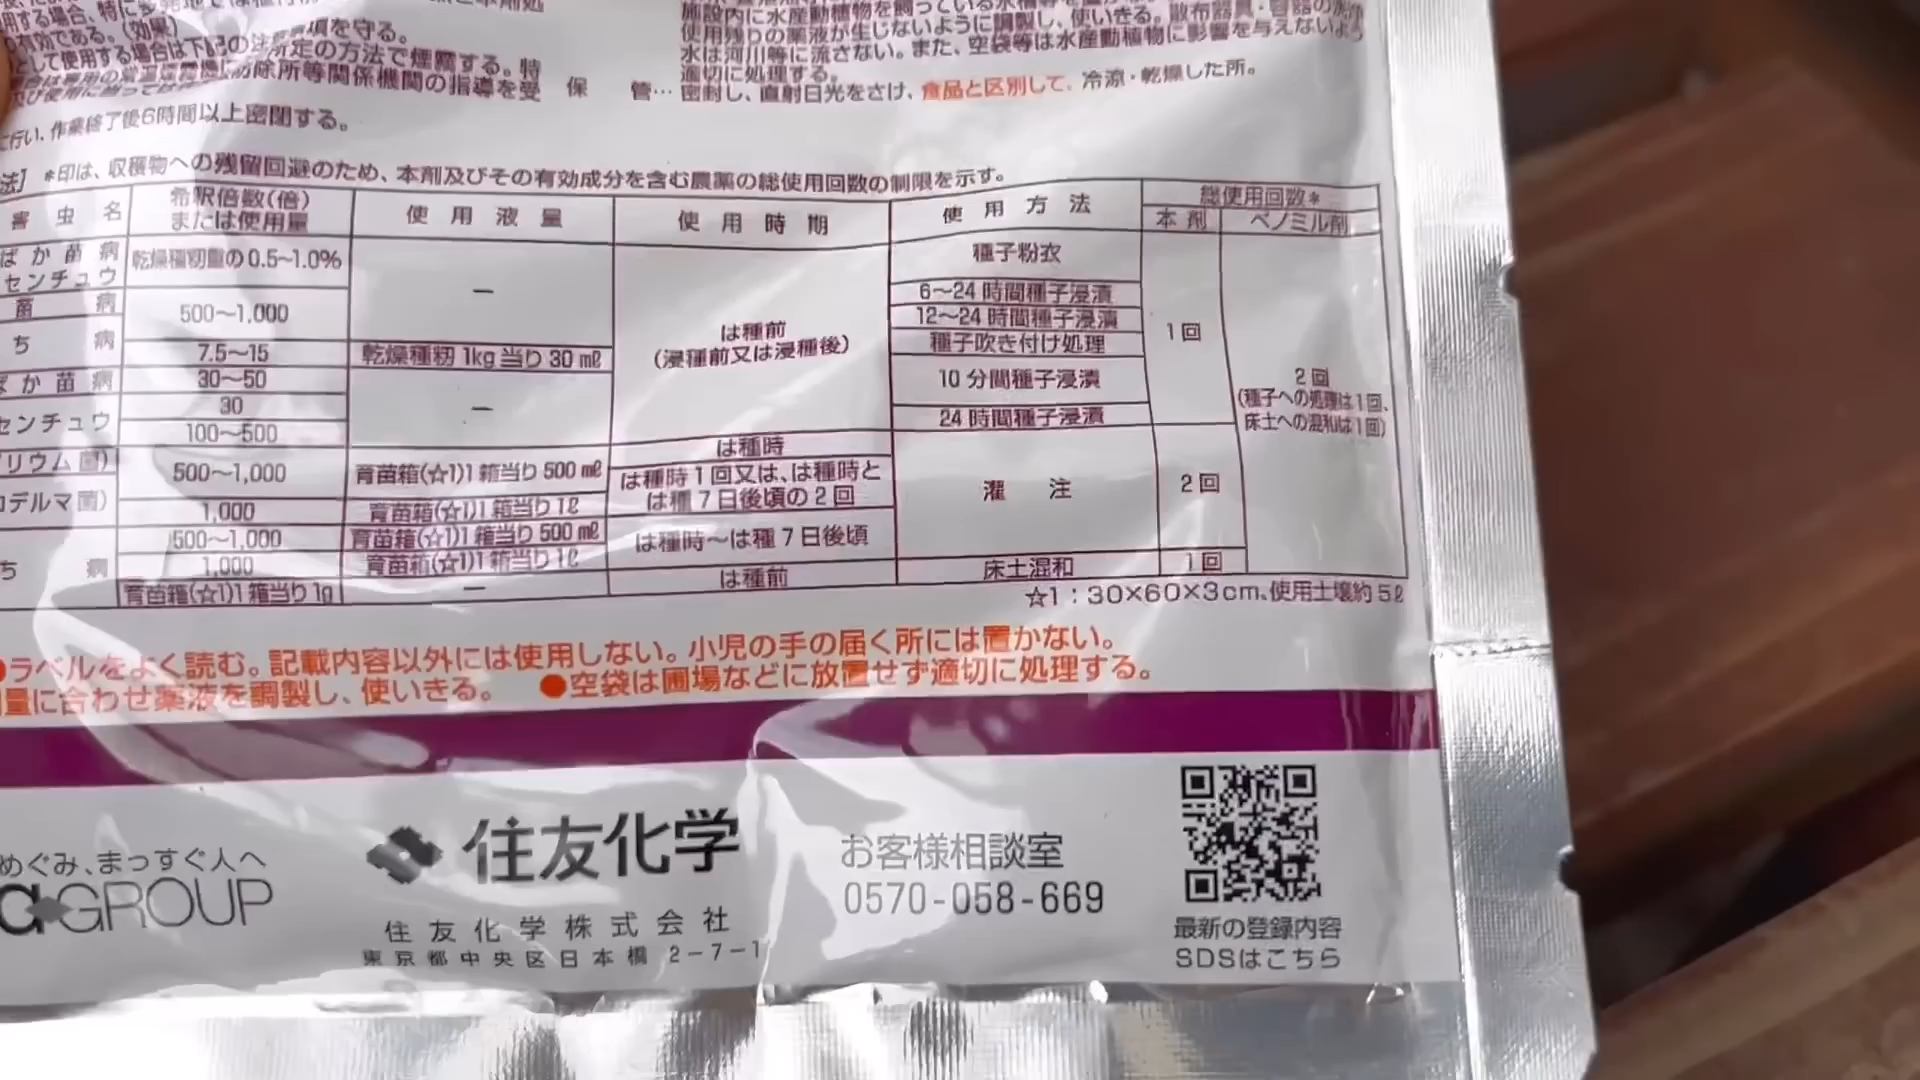 の有効である。(効果)
項を守る。
して使用する場合は下記の注
所定の方法で煙霧する。特
除所等関係機関の指導を受
に行い、作業終了後6時間以上密閉する。
施設内に水産動植物を飼っている水槽等を
使用残りの薬液が生じないように調製し、使いきる。散布器具・容器の洗浄
水は河川等に流さない。また、空袋等は水産動植物に影響を与えないよう
適切に処理する。
保 管… 密封し、直射日光をさけ、食品と区別して、冷涼・乾燥した所。
法] *印は、収穫物への残留回避のため、本剤及びその有効成分を含む農薬の総使用回数の制限を示す。
害虫名 希釈倍数(倍)または使用量 使用液量 使用時期 使用方法 総使用回数*
本剤 ベノミル剤
ばか苗病 乾燥種籾重の0.5~1.0% 種子粉衣
センチュウ
苗 病 500~1,000 — 6~24時間種子浸漬
12~24時間種子浸漬
ち 病 7.5~15 乾燥種籾1kg当り30㎖ は種前(浸種前又は浸種後) 種子吹き付け処理 1回
ばか苗病 30~50 — 10分間種子浸漬
30
センチュウ 100~500 24時間種子浸漬
2回
(種子への処理は1回、
床土への混和は1回)
リウム菌) 500~1,000 育苗箱(☆1)1箱当り500㎖ は種時
は種時1回又は、は種時と
は種7日後頃の2回 灌注 2回
コデルマ菌) 1,000 育苗箱(☆1)1箱当り1ℓ
500~1,000 育苗箱(☆1)1箱当り500㎖ は種時~は種7日後頃
ち 病 1,000 育苗箱(☆1)1箱当り1ℓ
育苗箱(☆1)1箱当り1g — は種前 床土混和 1回
☆1:30×60×3cm、使用土壌約5ℓ
●ラベルをよく読む。記載内容以外には使用しない。小児の手の届く所には置かない。
量に合わせ薬液を調製し、使いきる。 ●空袋は圃場などに放置せず適切に処理する。
めぐみ、まっすぐ人へ
GROUP
住友化学
住友化学株式会社
東京都中央区日本橋2-7-1
お客様相談室
0570-058-669
最新の登録内容
SDSはこちら